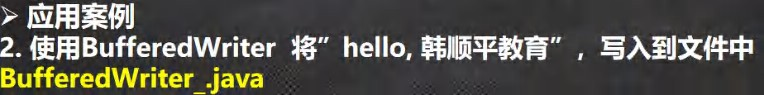 ➢ 应用案例
2. 使用BufferedWriter 将”hello, 韩顺平教育”, 写入到文件中
BufferedWriter_.java